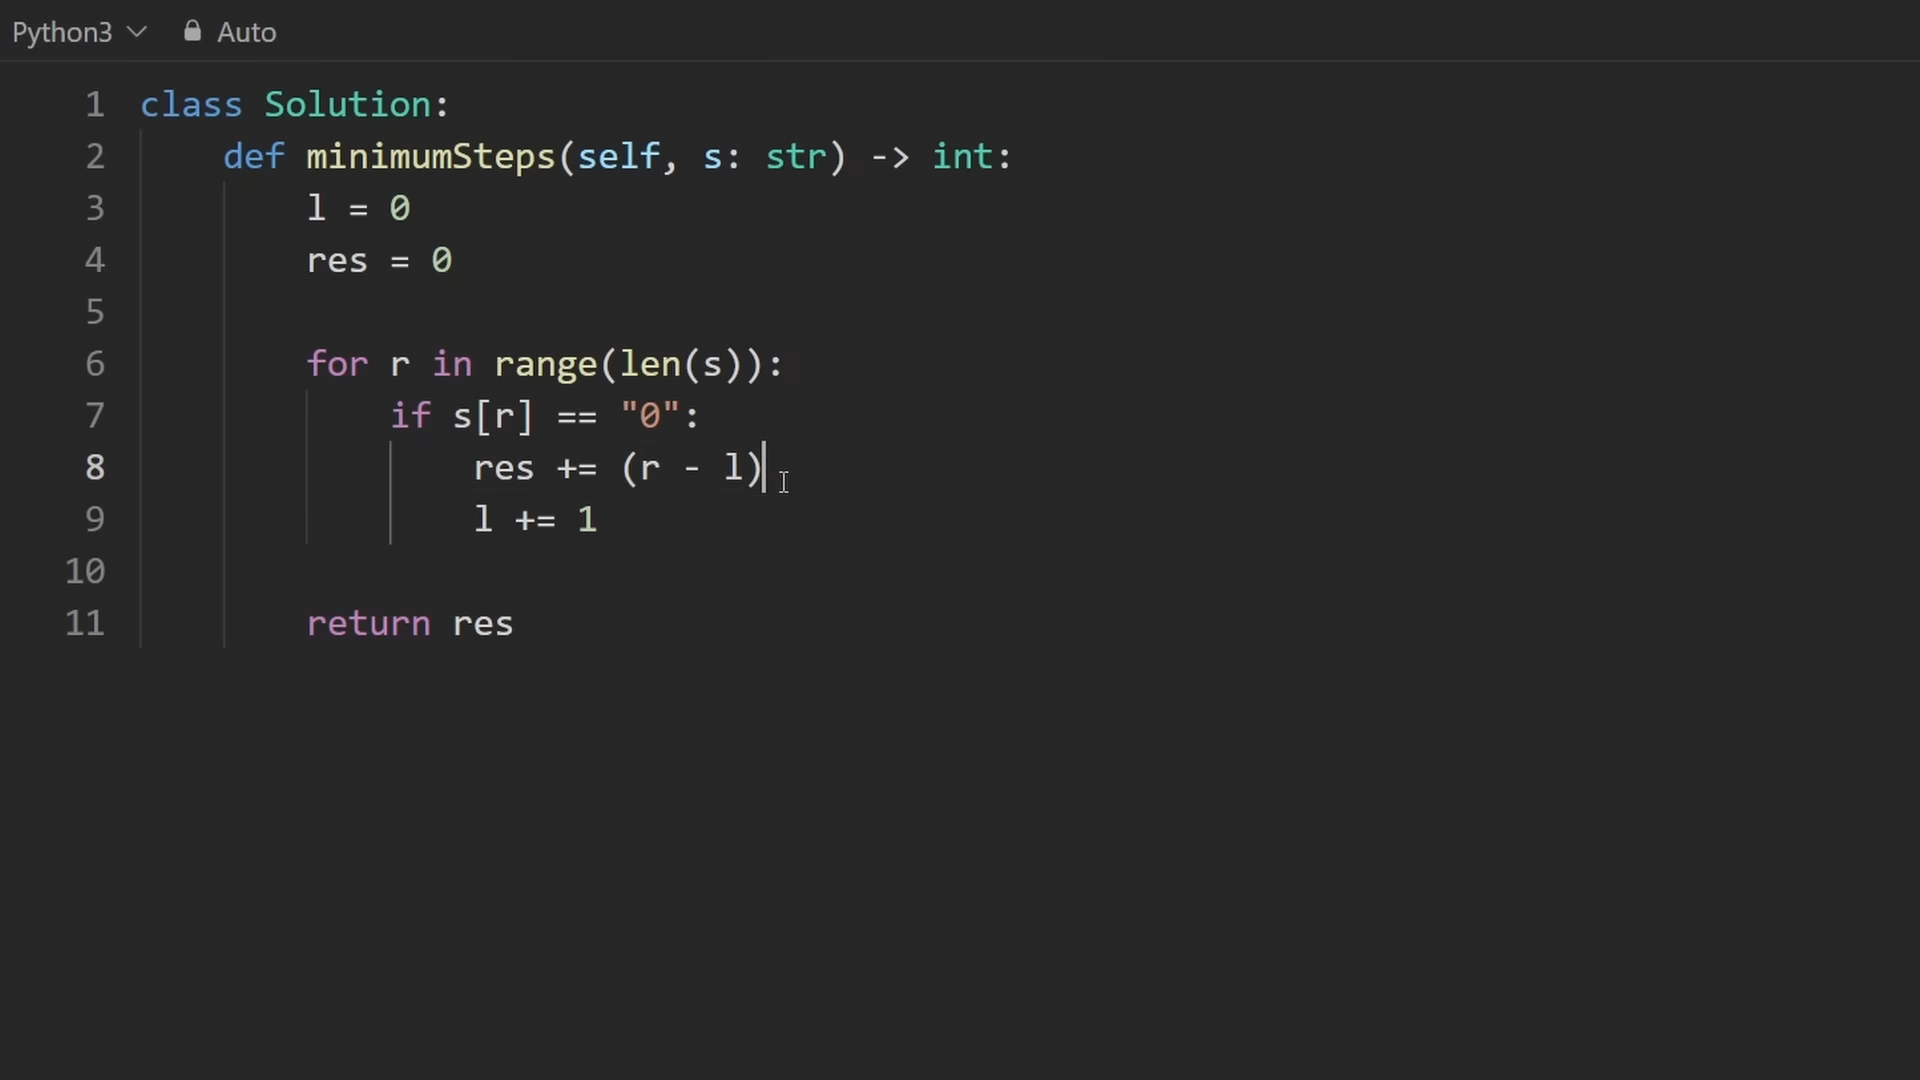 Python3 Auto
1 class Solution:
2     def minimumSteps(self, s: str) -> int:
3         l = 0
4         res = 0
5
6         for r in range(len(s)):
7             if s[r] == "0":
8                 res += (r - l)
9                 l += 1
10
11         return res